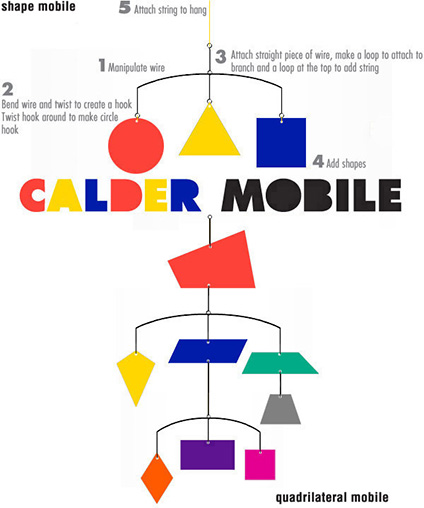 shape mobile
5 Attach string to hang
1 Manipulate wire
3 Attach straight piece of wire, make a loop to attach to
branch and a loop at the top to add string
2
Bend wire and twist to create a hook
Twist hook around to make circle
hook
4 Add shapes
CALDER MOBILE
quadrilateral mobile